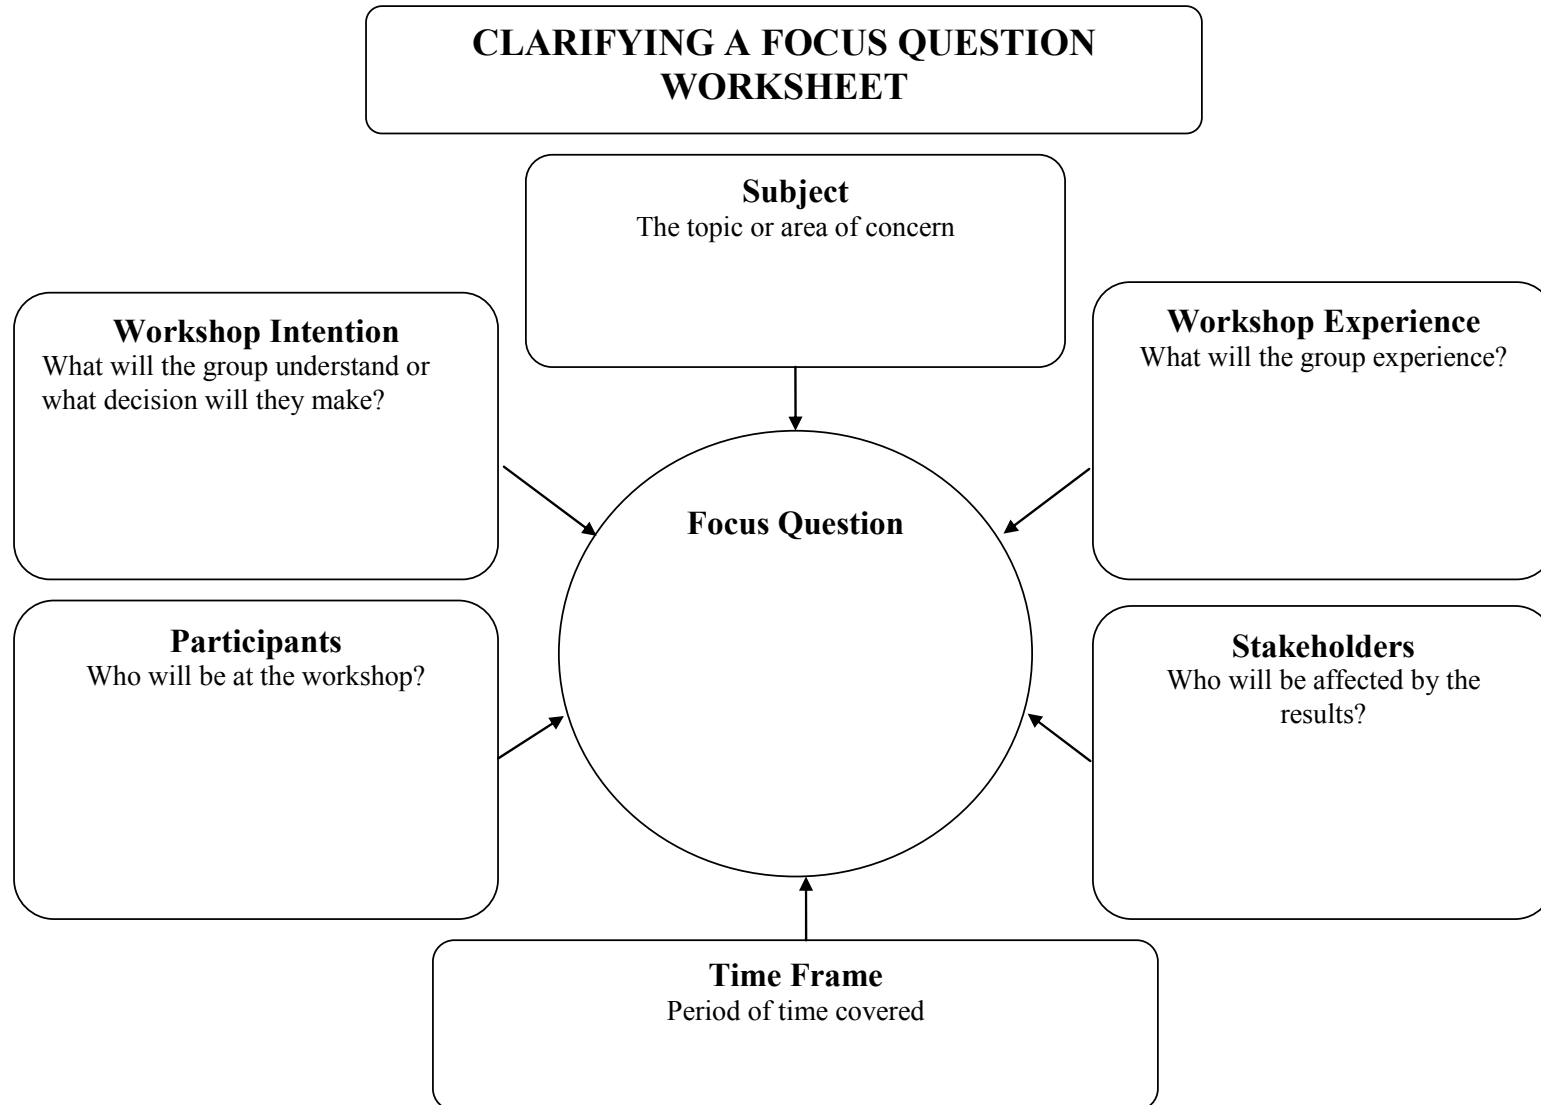 CLARIFYING A FOCUS QUESTION
WORKSHEET
Subject
The topic or area of concern
Workshop Intention
What will the group understand or
what decision will they make?
Workshop Experience
What will the group experience?
Focus Question
Participants
Who will be at the workshop?
Stakeholders
Who will be affected by the
results?
Time Frame
Period of time covered